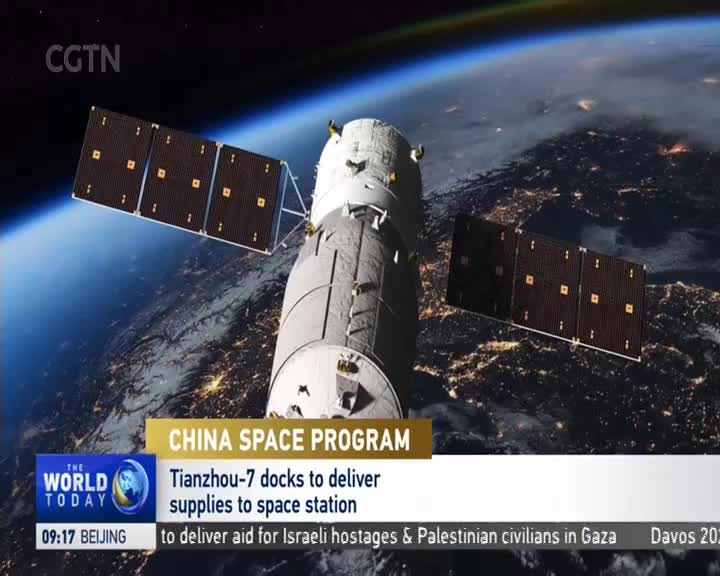 CGTN
CHINA SPACE PROGRAM
THE
WORLD
TODAY
Tianzhou-7 docks to deliver
supplies to space station
09:17 BEIJING
to deliver aid for Israeli hostages & Palestinian civilians in Gaza Davos 202